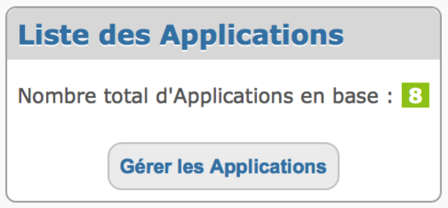 Liste des Applications
Nombre total d'Applications en base : 8
Gérer les Applications